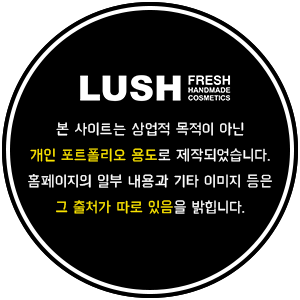 LUSH FRESH
HANDMADE
COSMETICS
본 사이트는 상업적 목적이 아닌
개인 포트폴리오 용도로 제작되었습니다.
홈페이지의 일부 내용과 기타 이미지 등은
그 출처가 따로 있음을 밝힙니다.